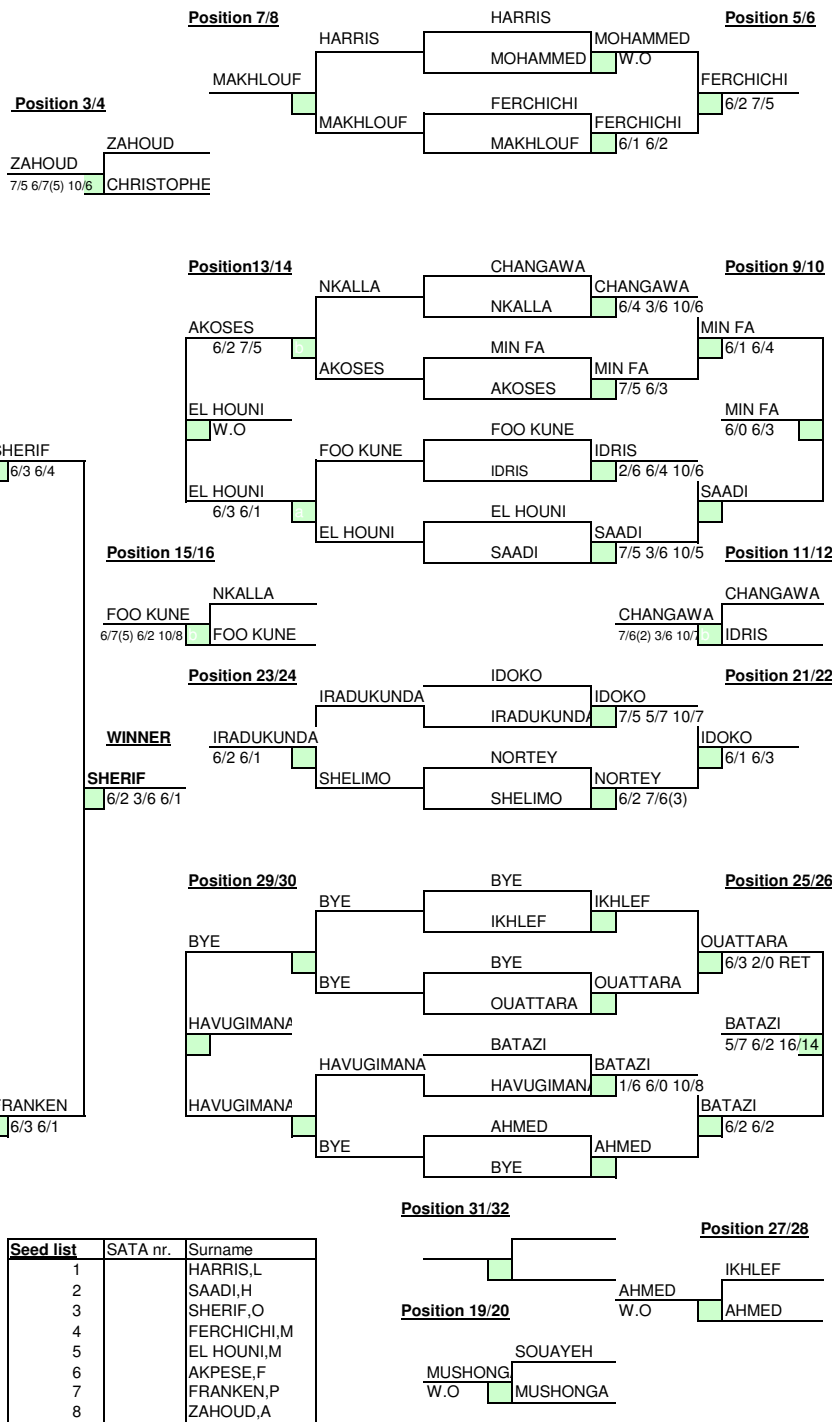 Position 7/8 HARRIS Position 5/6
HARRIS MOHAMMED
MOHAMMED W.O
MAKHLOUF FERCHICHI
Position 3/4 FERCHICHI 6/2 7/5
MAKHLOUF FERCHICHI
ZAHOUD MAKHLOUF 6/1 6/2
ZAHOUD
7/5 6/7(5) 10/6 CHRISTOPHE
Position13/14 CHANGAWA Position 9/10
NKALLA CHANGAWA
NKALLA 6/4 3/6 10/6
AKOSES MIN FA
6/2 7/5 b MIN FA 6/1 6/4
AKOSES MIN FA
AKOSES 7/5 6/3
EL HOUNI MIN FA
W.O FOO KUNE 6/0 6/3
SHERIF FOO KUNE IDRIS
6/3 6/4 IDRIS 2/6 6/4 10/6
EL HOUNI SAADI
6/3 6/1 a EL HOUNI
EL HOUNI SAADI
Position 15/16 SAADI 7/5 3/6 10/5 Position 11/12
NKALLA CHANGAWA
FOO KUNE CHANGAWA
6/7(5) 6/2 10/8 b FOO KUNE 7/6(2) 3/6 10/7 b IDRIS
Position 23/24 IDOKO Position 21/22
IRADUKUNDA IDOKO
IRADUKUNDA 7/5 5/7 10/7
WINNER IRADUKUNDA IDOKO
6/2 6/1 NORTEY 6/1 6/3
SHERIF SHELIMO NORTEY
6/2 3/6 6/1 SHELIMO 6/2 7/6(3)
Position 29/30 BYE Position 25/26
BYE IKHLEF
IKHLEF
BYE OUATTARA
BYE 6/3 2/0 RET
BYE OUATTARA
OUATTARA
HAVUGIMANA BATAZI
BATAZI 5/7 6/2 16/14
HAVUGIMANA BATAZI
HAVUGIMANA 1/6 6/0 10/8
FRANKEN HAVUGIMANA BATAZI
6/3 6/1 AHMED 6/2 6/2
BYE AHMED
BYE
Position 31/32
Position 27/28
Seed list SATA nr. Surname
1 HARRIS,L IKHLEF
2 SAADI,H AHMED
3 SHERIF,O Position 19/20 W.O AHMED
4 FERCHICHI,M
5 EL HOUNI,M SOUAYEH
6 AKPESE,F MUSHONGA
7 FRANKEN,P W.O MUSHONGA
8 ZAHOUD,A